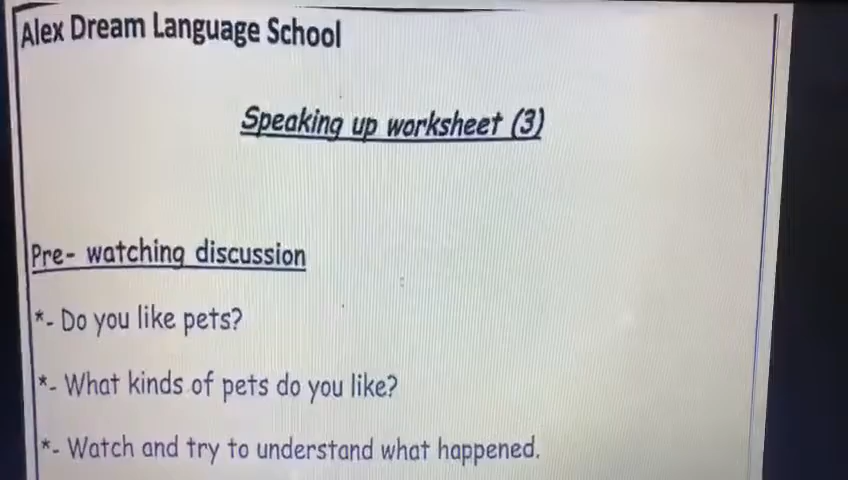 Alex Dream Language School
Speaking up worksheet (3)
Pre- watching discussion
*- Do you like pets?
*- What kinds of pets do you like?
*- Watch and try to understand what happened.